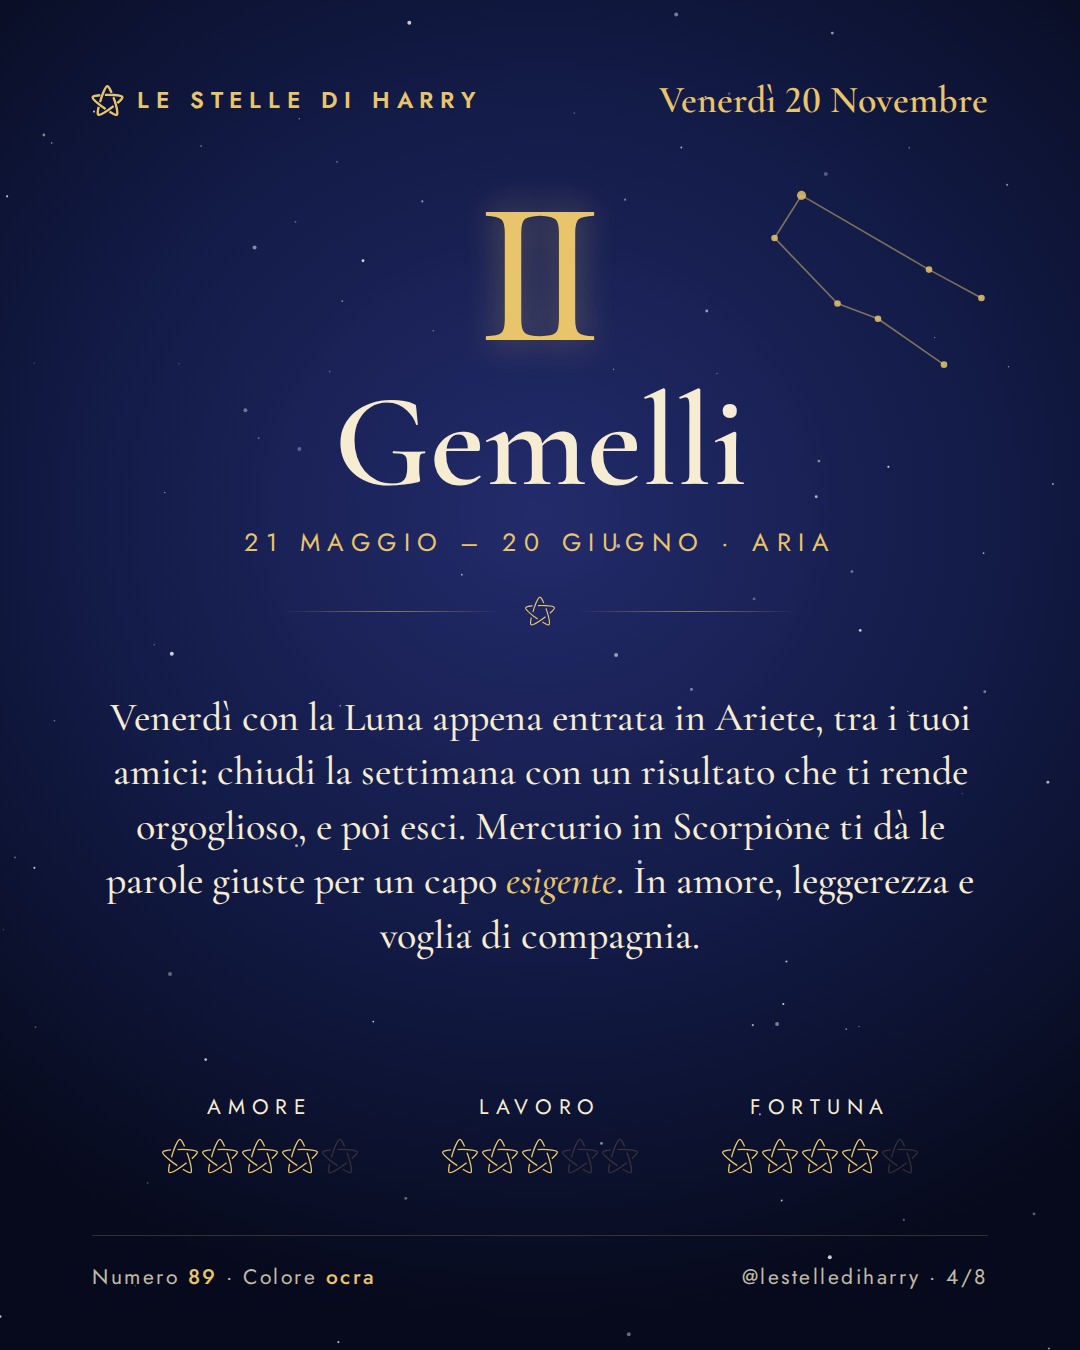 LE STELLE DI HARRY
Venerdì 20 Novembre
Gemelli
21 MAGGIO – 20 GIUGNO · ARIA
Venerdì con la Luna appena entrata in Ariete, tra i tuoi
amici: chiudi la settimana con un risultato che ti rende
orgoglioso, e poi esci. Mercurio in Scorpione ti dà le
parole giuste per un capo esigente. In amore, leggerezza e
voglia di compagnia.
AMORE
LAVORO
FORTUNA
Numero 89 · Colore ocra
@lestellediharry · 4/8